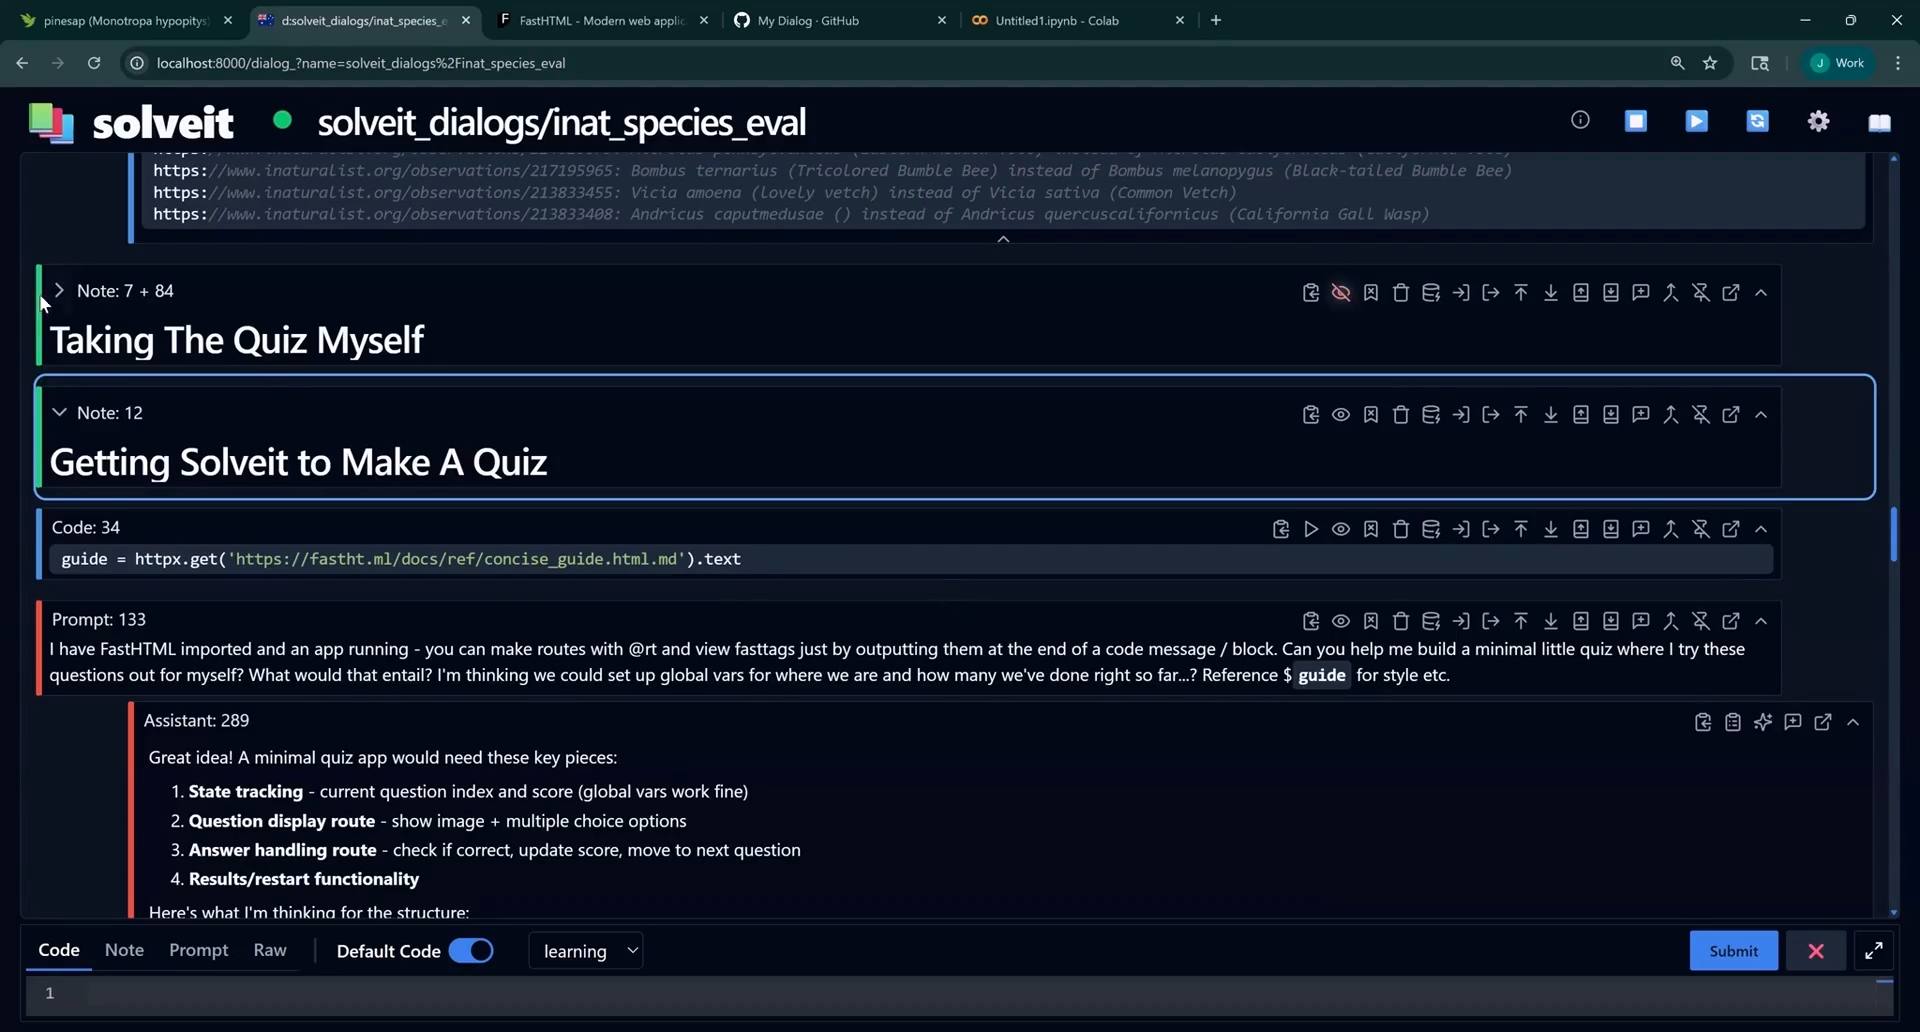 pinesap (Monotropa hypopitys)
d:solveit_dialogs/inat_species_e
FastHTML - Modern web applic
My Dialog · GitHub
Untitled1.ipynb - Colab
localhost:8000/dialog_?name=solveit_dialogs%2Finat_species_eval
J Work
solveit
solveit_dialogs/inat_species_eval
https://www.inaturalist.org/observations/217195965: Bombus ternarius (Tricolored Bumble Bee) instead of Bombus melanopygus (Black-tailed Bumble Bee)
https://www.inaturalist.org/observations/213833455: Vicia amoena (lovely vetch) instead of Vicia sativa (Common Vetch)
https://www.inaturalist.org/observations/213833408: Andricus caputmedusae () instead of Andricus quercuscalifornicus (California Gall Wasp)
Note: 7 + 84
Taking The Quiz Myself
Note: 12
Getting Solveit to Make A Quiz
Code: 34
guide = httpx.get('https://fastht.ml/docs/ref/concise_guide.html.md').text
Prompt: 133
I have FastHTML imported and an app running - you can make routes with @rt and view fasttags just by outputting them at the end of a code message / block. Can you help me build a minimal little quiz where I try these
questions out for myself? What would that entail? I'm thinking we could set up global vars for where we are and how many we've done right so far...? Reference $ guide for style etc.
Assistant: 289
Great idea! A minimal quiz app would need these key pieces:
1. State tracking - current question index and score (global vars work fine)
2. Question display route - show image + multiple choice options
3. Answer handling route - check if correct, update score, move to next question
4. Results/restart functionality
Here's what I'm thinking for the structure:
Code Note Prompt Raw Default Code learning Submit
1